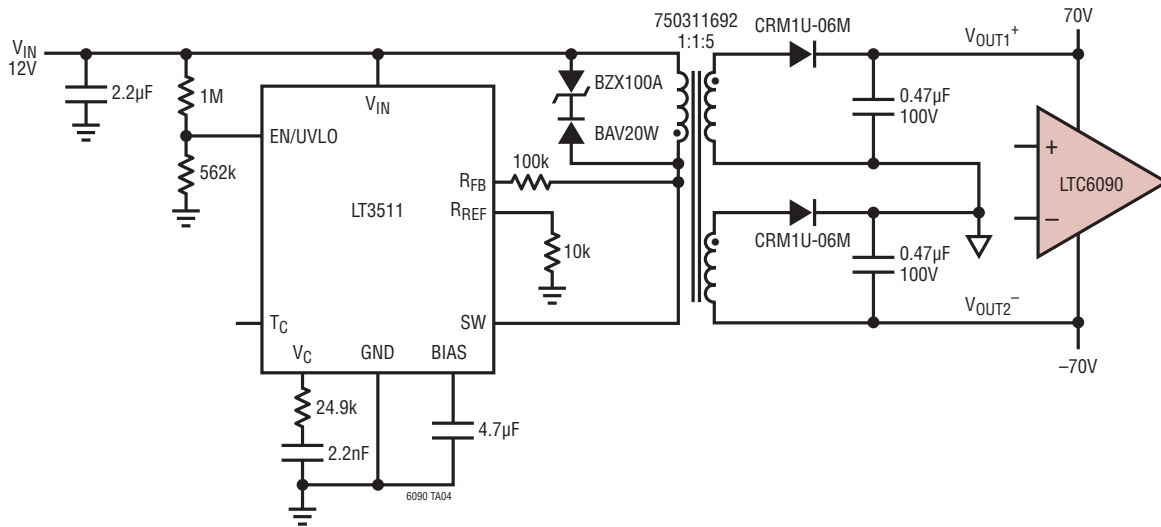 VIN
12V
2.2µF
1M
562k
VIN
EN/UVLO
LT3511
RFB
RREF
TC
SW
VC
GND
BIAS
24.9k
2.2nF
4.7µF
6090 TA04
100k
10k
BZX100A
BAV20W
750311692
1:1:5
CRM1U-06M
0.47µF
100V
VOUT1+
70V
+
–
LTC6090
CRM1U-06M
0.47µF
100V
VOUT2–
–70V